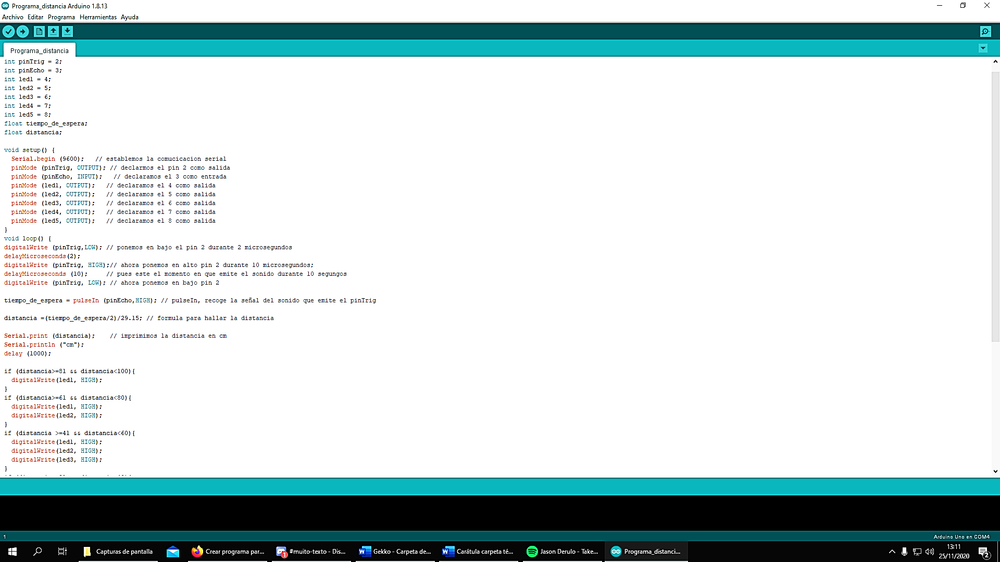 Programa_distancia Arduino 1.8.13
Archivo Editar Programa Herramientas Ayuda
Programa_distancia
int pinTrig = 2;
int pinEcho = 3;
int led1 = 4;
int led2 = 5;
int led3 = 6;
int led4 = 7;
int led5 = 8;
float tiempo_de_espera;
float distancia;
void setup() {
Serial.begin (9600); // establemos la comucicacion serial
pinMode (pinTrig, OUTPUT); // declarmos el pin 2 como salida
pinMode (pinEcho, INPUT); // declaramos el 3 como entrada
pinMode (led1, OUTPUT); // declaramos el 4 como salida
pinMode (led2, OUTPUT); // declaramos el 5 como salida
pinMode (led3, OUTPUT); // declaramos el 6 como salida
pinMode (led4, OUTPUT); // declaramos el 7 como salida
pinMode (led5, OUTPUT); // declaramos el 8 como salida
}
void loop() {
digitalWrite (pinTrig,LOW); // ponemos en bajo el pin 2 durante 2 microsegundos
delayMicroseconds(2);
digitalWrite (pinTrig, HIGH);// ahora ponemos en alto pin 2 durante 10 microsegundos;
delayMicroseconds (10); // pues este el momento en que emite el sonido durante 10 segungos
digitalWrite (pinTrig, LOW); // ahora ponemos en bajo pin 2
tiempo_de_espera = pulseIn (pinEcho,HIGH); // pulseIn, recoge la señal del sonido que emite el pinTrig
distancia =(tiempo_de_espera/2)/29.15; // formula para hallar la distancia
Serial.print (distancia); // imprimimos la distancia en cm
Serial.println ("cm");
delay (1000);
if (distancia>=81 && distancia<100){
digitalWrite(led1, HIGH);
}
if (distancia>=61 && distancia<80){
digitalWrite(led1, HIGH);
digitalWrite(led2, HIGH);
}
if (distancia >=41 && distancia<60){
digitalWrite(led1, HIGH);
digitalWrite(led2, HIGH);
digitalWrite(led3, HIGH);
}
1
Arduino Uno en COM4
Capturas de pantalla
Crear programa par...
1
#muito-texto - Dis...
Gekko - Carpeta de...
Carátula carpeta té...
Jason Derulo - Take...
Programa_distanci...
13:11
25/11/2020
2